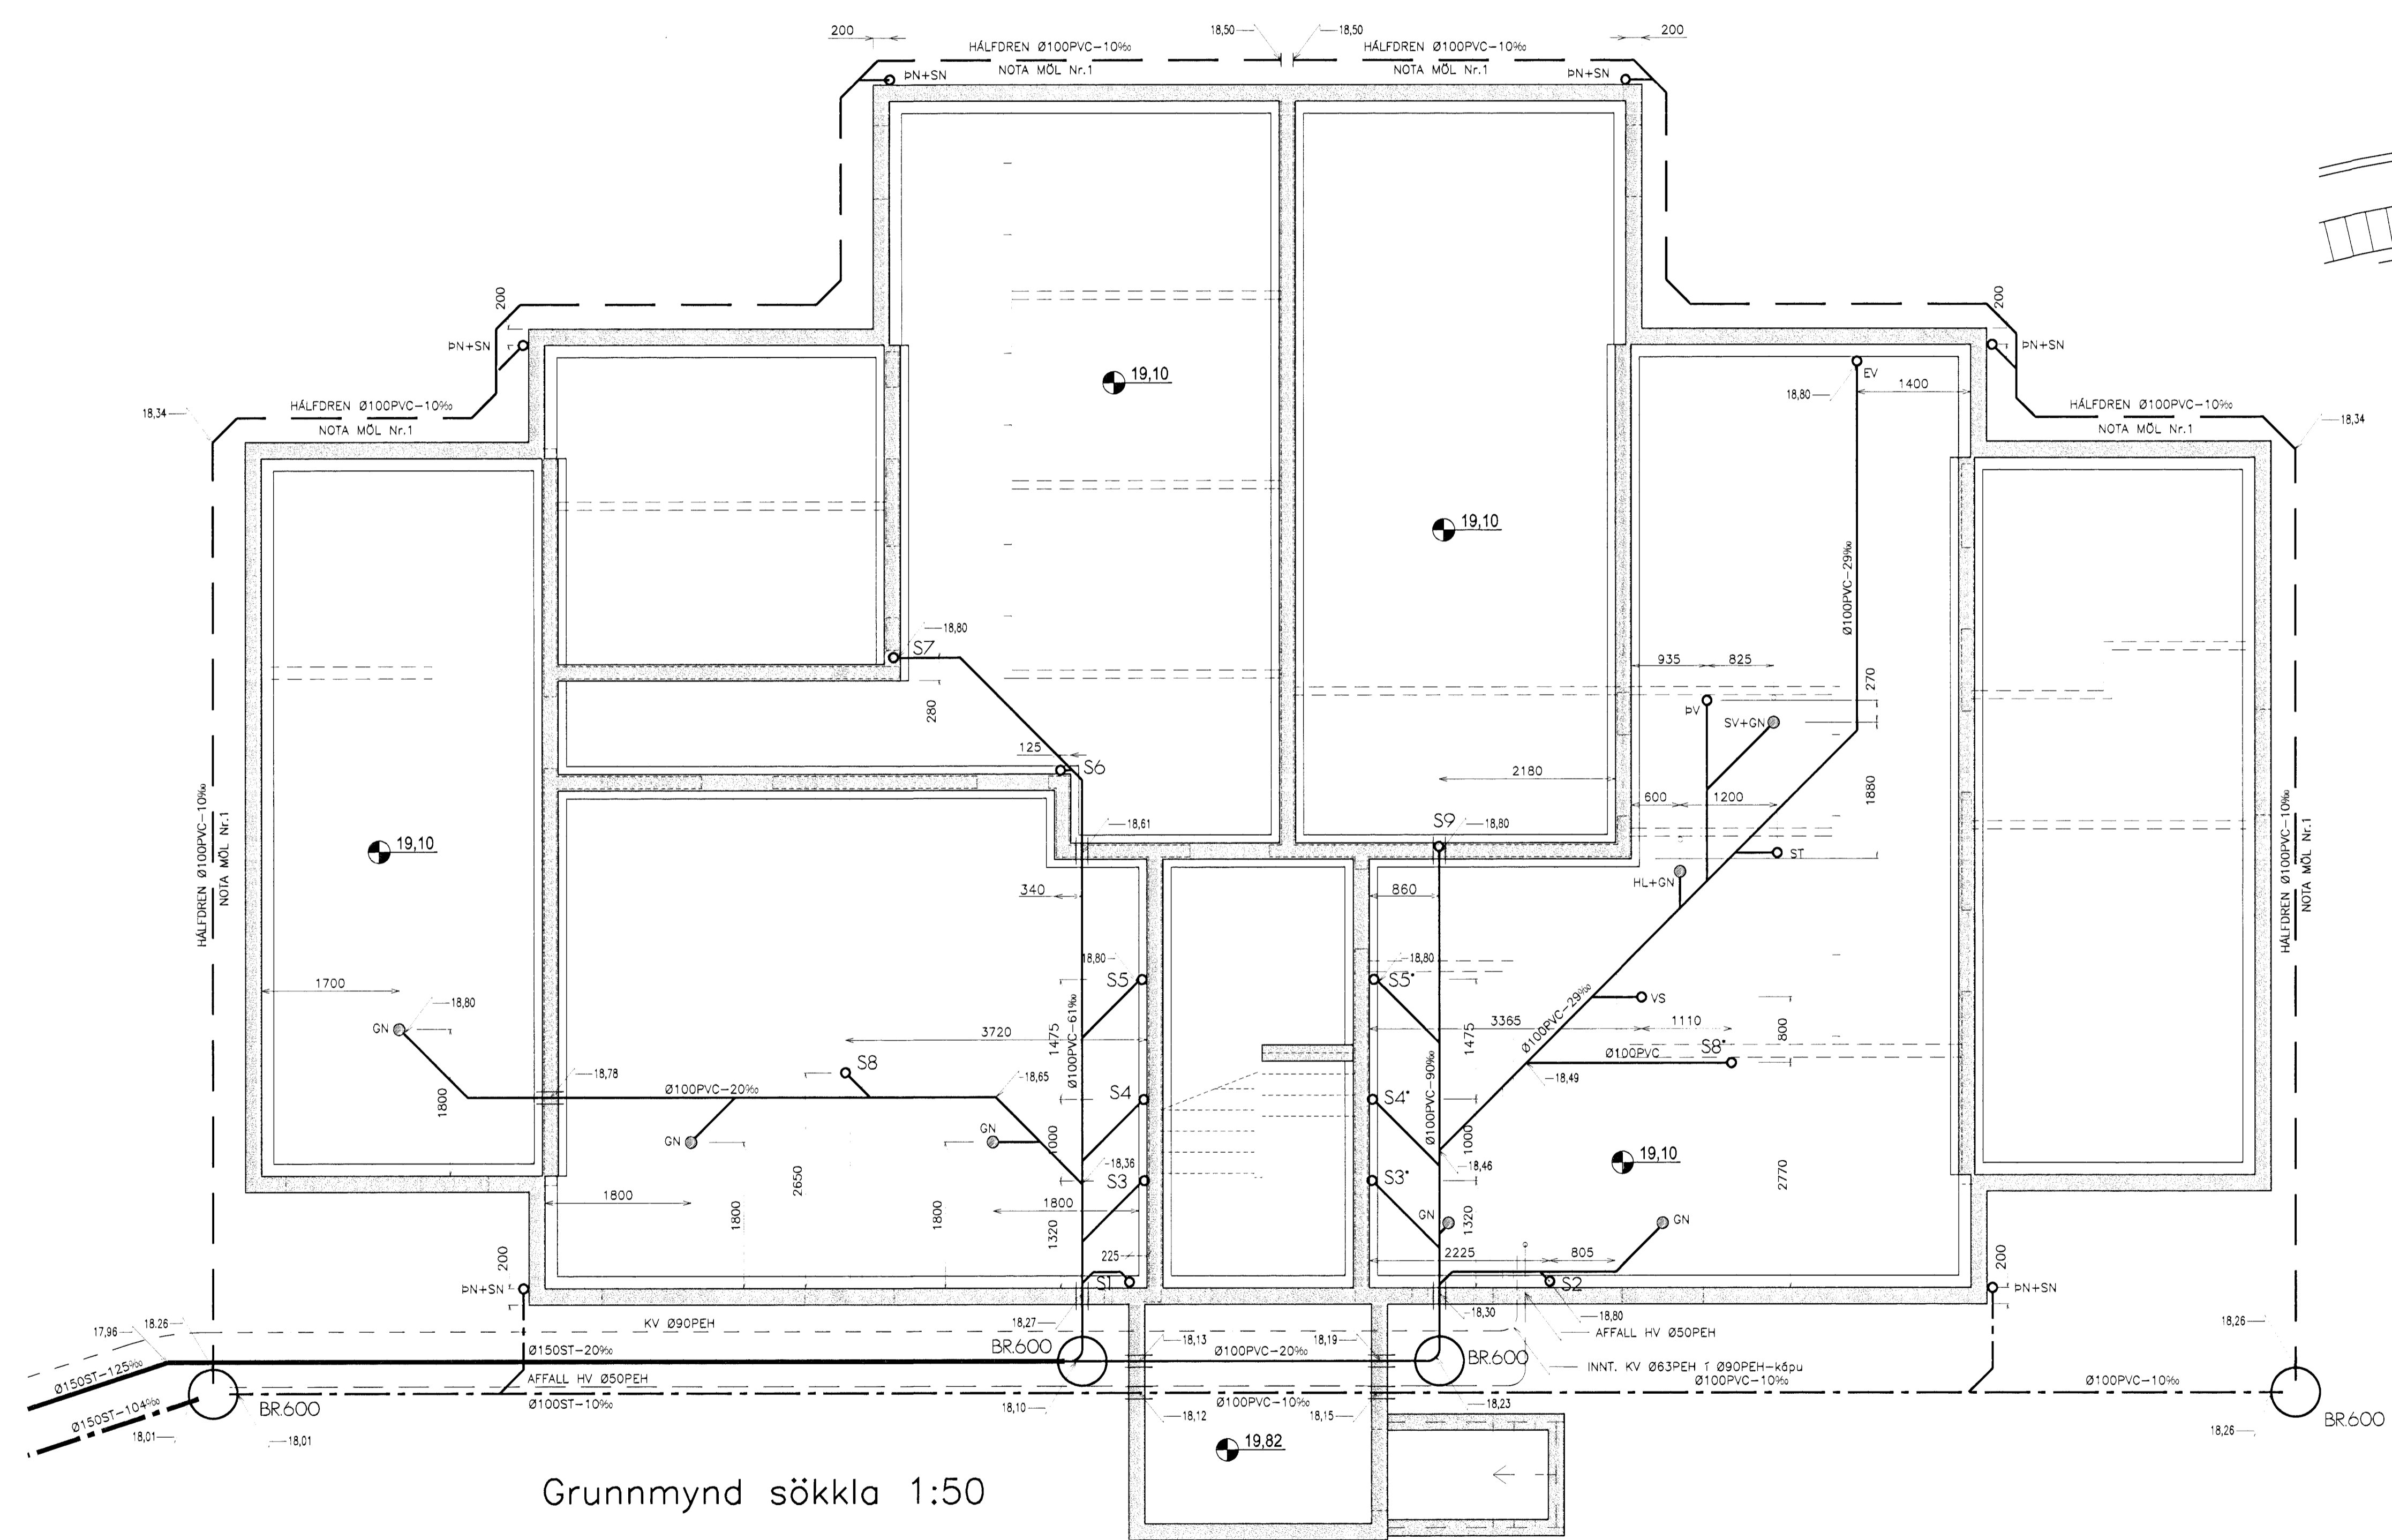 200
18,50
18,50
200
HÁLFDREN Ø100PVC-10‰
NOTA MÖL Nr.1
HÁLFDREN Ø100PVC-10‰
NOTA MÖL Nr.1
ÞN+SN
ÞN+SN
200
200
ÞN+SN
ÞN+SN
19,10
EV
1400
18,80
18,34
HÁLFDREN Ø100PVC-10‰
NOTA MÖL Nr.1
HÁLFDREN Ø100PVC-10‰
NOTA MÖL Nr.1
18,34
19,10
Ø100PVC-29‰
18,80
S7
280
935
825
270
ÞV
SV+GN
125
S6
2180
600
1200
1880
18,61
S9
18,80
19,10
ST
HL+GN
340
860
HÁLFDREN Ø100PVC-10‰
NOTA MÖL Nr.1
HÁLFDREN Ø100PVC-10‰
NOTA MÖL Nr.1
18,80
S5
18,80
S5*
1700
18,80
GN
VS
3720
1475
Ø100PVC-61‰
1475
3365
1110
800
Ø100PVC-29‰
Ø100PVC
S8*
S8
18,78
Ø100PVC-20‰
18,65
18,49
1800
S4
S4*
Ø100PVC-90‰
GN
GN
1000
1000
18,46
19,10
18,36
S3
S3*
2650
2770
1800
1800
1800
1800
1320
1320
GN
GN
225
2225
805
200
200
S1
S2
ÞN+SN
ÞN+SN
18,30
18,80
17,96
18.26
KV Ø90PEH
18,27
18,13
18,19
AFFALL HV Ø50PEH
18,26
BR.600
Ø150ST-20‰
Ø100PVC-20‰
BR.600
INNT. KV Ø63PEH í Ø90PEH-kápu
Ø150ST-125‰
AFFALL HV Ø50PEH
Ø100PVC-10‰
Ø100PVC-10‰
Ø150ST-104‰
BR.600
Ø100ST-10‰
18,10
18,12
Ø100PVC-10‰
18,15
18,23
BR.600
18,01
18,01
18,26
19,82
Grunnmynd sökkla 1:50